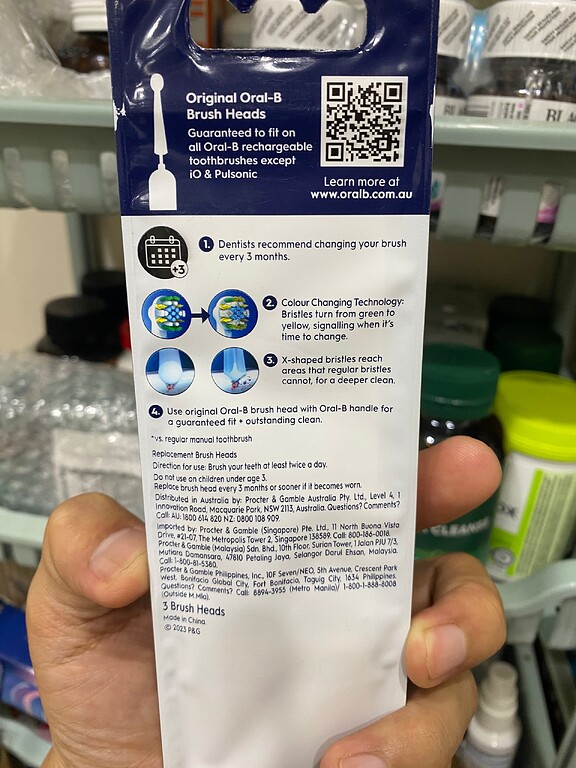 Original Oral-B
Brush Heads
Guaranteed to fit on
all Oral-B rechargeable
toothbrushes except
iO & Pulsonic
Learn more at
www.oralb.com.au
+3
1. Dentists recommend changing your brush
every 3 months.
2. Colour Changing Technology:
Bristles turn from green to
yellow, signalling when it's
time to change.
3. X-shaped bristles reach
areas that regular bristles
cannot, for a deeper clean.
4. Use original Oral-B brush head with Oral-B handle for
a guaranteed fit + outstanding clean.
*vs. regular manual toothbrush
Replacement Brush Heads
Direction for use: Brush your teeth at least twice a day.
Do not use on children under age 3.
Replace brush head every 3 months or sooner if it becomes worn.
Distributed in Australia by: Procter & Gamble Australia Pty. Ltd., Level 4, 1
Innovation Road, Macquarie Park, NSW 2113, Australia. Questions? Comments?
Call: AU: 1800 614 820 NZ: 0800 108 909.
Imported by: Procter & Gamble (Singapore) Pte. Ltd., 11 North Buona Vista
Drive, #21-07, The Metropolis Tower 2, Singapore 138589. Call: 800-186-0018.
Procter & Gamble (Malaysia) Sdn. Bhd., 10th Floor, Surian Tower, 1 Jalan PJU 7/3,
Mutiara Damansara, 47810 Petaling Jaya, Selangor Darul Ehsan, Malaysia.
Call: 1-800-81-5380.
Procter & Gamble Philippines, Inc., 10F Seven/NEO, 5th Avenue, Crescent Park
West, Bonifacio Global City, Fort Bonifacio, Taguig City, 1634 Philippines.
Questions? Comments? Call: 8894-3955 (Metro Manila)/ 1-800-1-888-8008
(Outside M.Mla).
3 Brush Heads
Made in China.
© 2023 P&G
CLEANSE